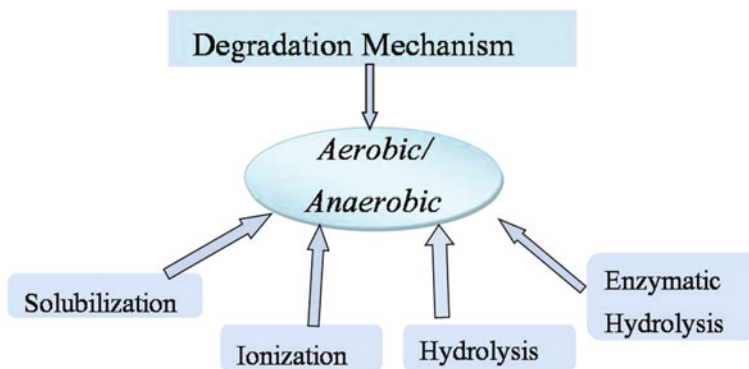 Degradation Mechanism
Aerobic/
Anaerobic
Solubilization
Ionization
Hydrolysis
Enzymatic
Hydrolysis